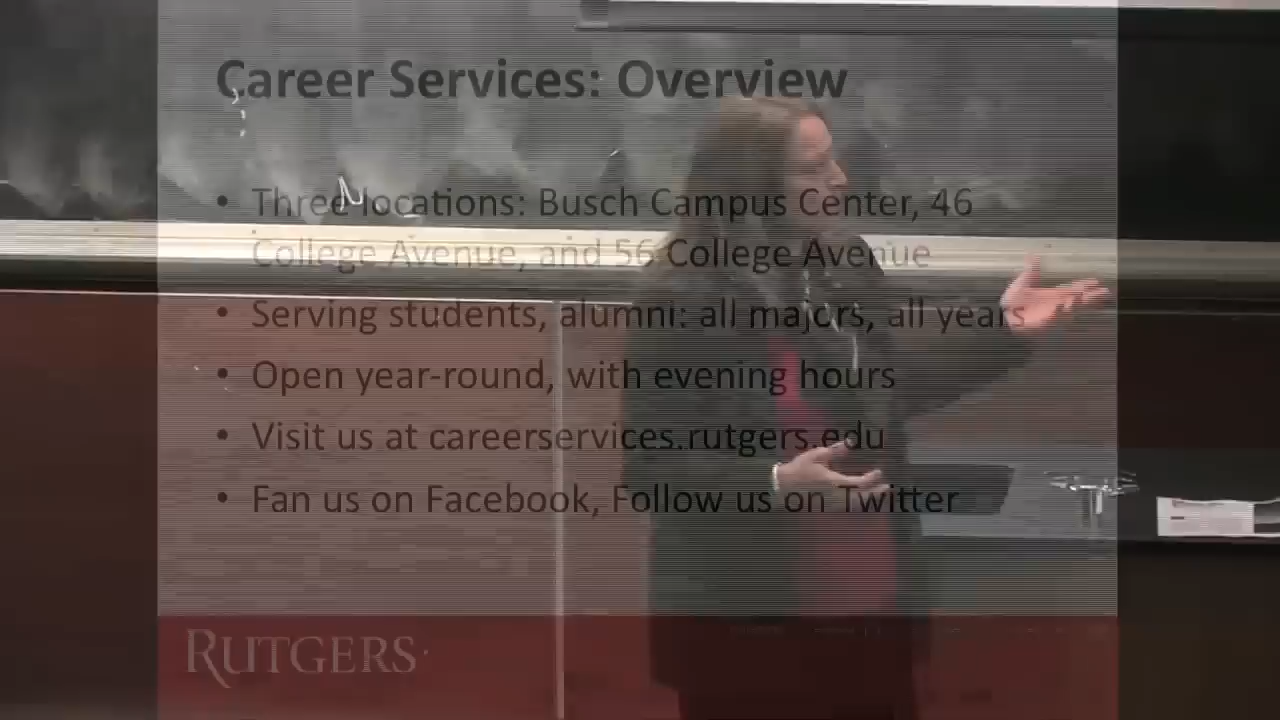 Career Services: Overview
• Three locations: Busch Campus Center, 46
College Avenue, and 56 College Avenue
• Serving students, alumni: all majors, all years
• Open year-round, with evening hours
• Visit us at careerservices.rutgers.edu
• Fan us on Facebook, Follow us on Twitter
RUTGERS